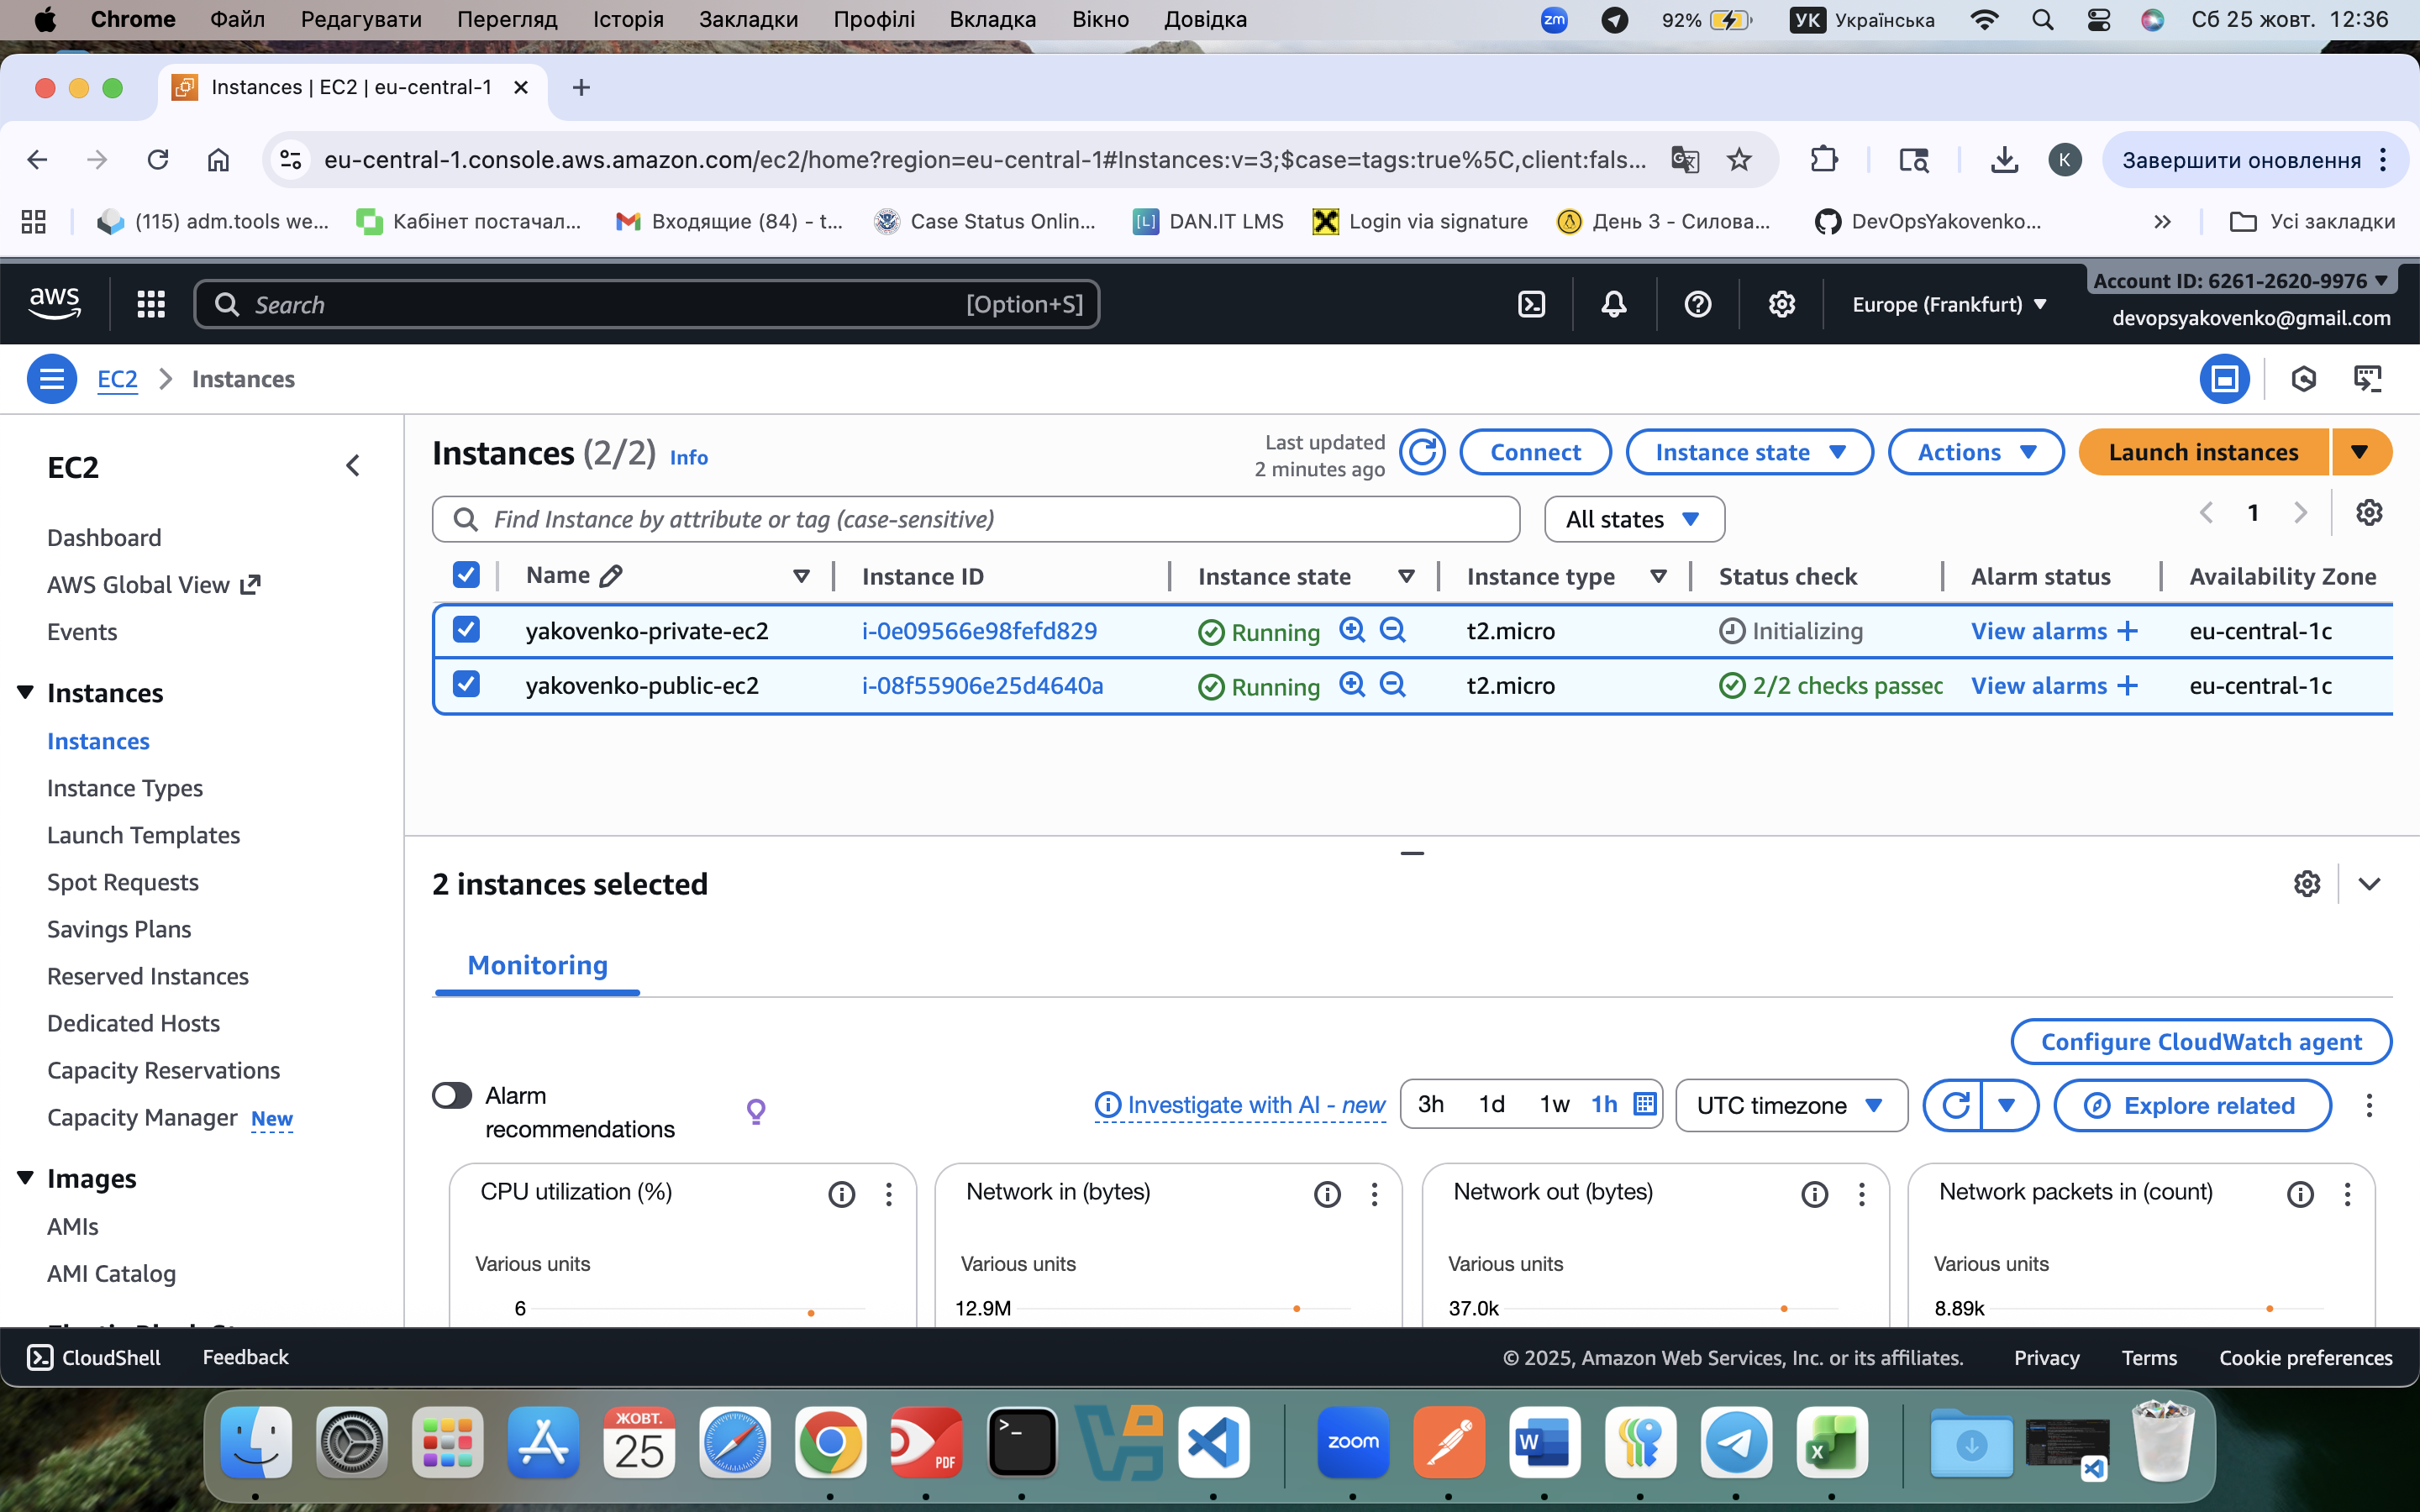 Chrome Файл Редагувати Перегляд Історія Закладки Профілі Вкладка Вікно Довідка zm 92% УК Українська Сб 25 жовт. 12:36
Instances | EC2 | eu-central-1
eu-central-1.console.aws.amazon.com/ec2/home?region=eu-central-1#Instances:v=3;$case=tags:true%5C,client:fals... K Завершити оновлення
(115) adm.tools we... Кабінет постачал... Входящие (84) - t... Case Status Onlin... [L] DAN.IT LMS Login via signature День 3 - Силова... DevOpsYakovenko... Усі закладки
aws Search [Option+S] Europe (Frankfurt) Account ID: 6261-2620-9976
devopsyakovenko@gmail.com
EC2 Instances
EC2
Dashboard
AWS Global View
Events
Instances
Instances
Instance Types
Launch Templates
Spot Requests
Savings Plans
Reserved Instances
Dedicated Hosts
Capacity Reservations
Capacity Manager New
Images
AMIs
AMI Catalog
Instances (2/2) Info
Last updated
2 minutes ago
Connect Instance state Actions Launch instances
Find Instance by attribute or tag (case-sensitive) All states 1
Name Instance ID Instance state Instance type Status check Alarm status Availability Zone
yakovenko-private-ec2 i-0e09566e98fefd829 Running t2.micro Initializing View alarms + eu-central-1c
yakovenko-public-ec2 i-08f55906e25d4640a Running t2.micro 2/2 checks passec View alarms + eu-central-1c
2 instances selected
Monitoring
Configure CloudWatch agent
Alarm
recommendations
Investigate with AI - new 3h 1d 1w 1h UTC timezone Explore related
CPU utilization (%) Network in (bytes) Network out (bytes) Network packets in (count)
Various units Various units Various units Various units
6 12.9M 37.0k 8.89k
CloudShell Feedback © 2025, Amazon Web Services, Inc. or its affiliates. Privacy Terms Cookie preferences
ЖОВТ.
25
PDF
zoom
W
X